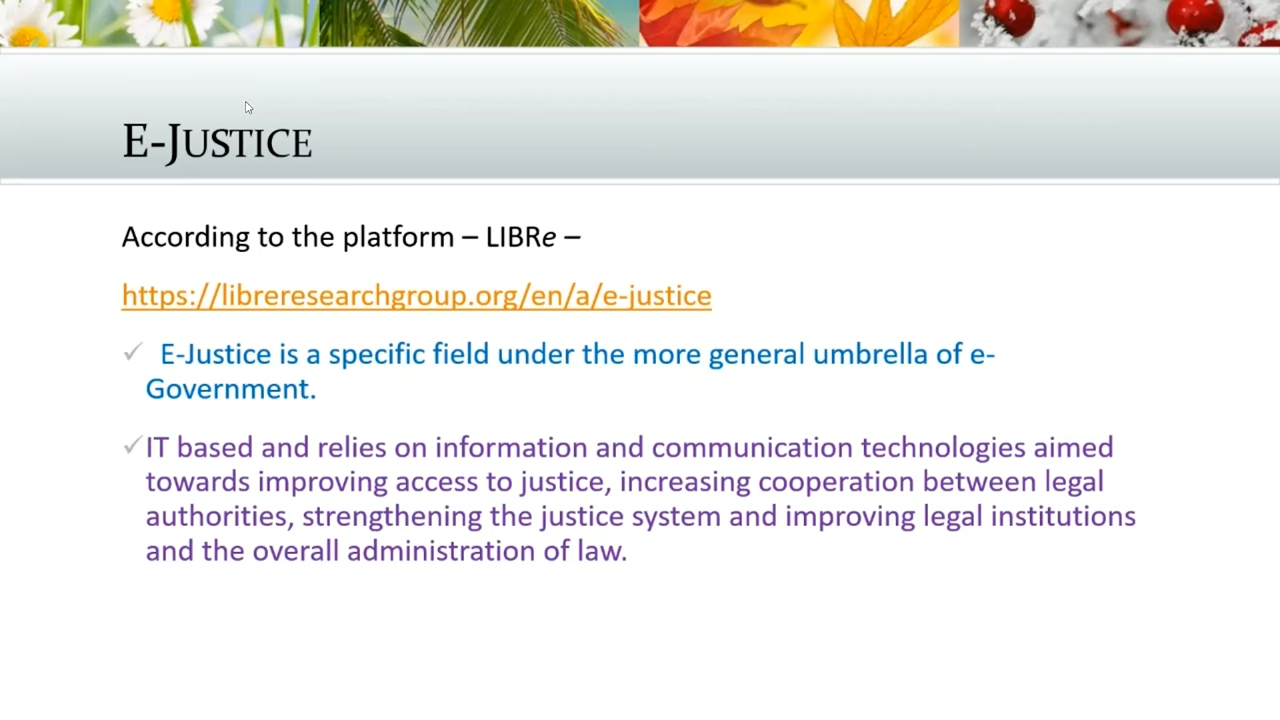 E-JUSTICE
According to the platform – LIBRe –
https://libreresearchgroup.org/en/a/e-justice
✓ E-Justice is a specific field under the more general umbrella of e-
Government.
✓IT based and relies on information and communication technologies aimed
towards improving access to justice, increasing cooperation between legal
authorities, strengthening the justice system and improving legal institutions
and the overall administration of law.